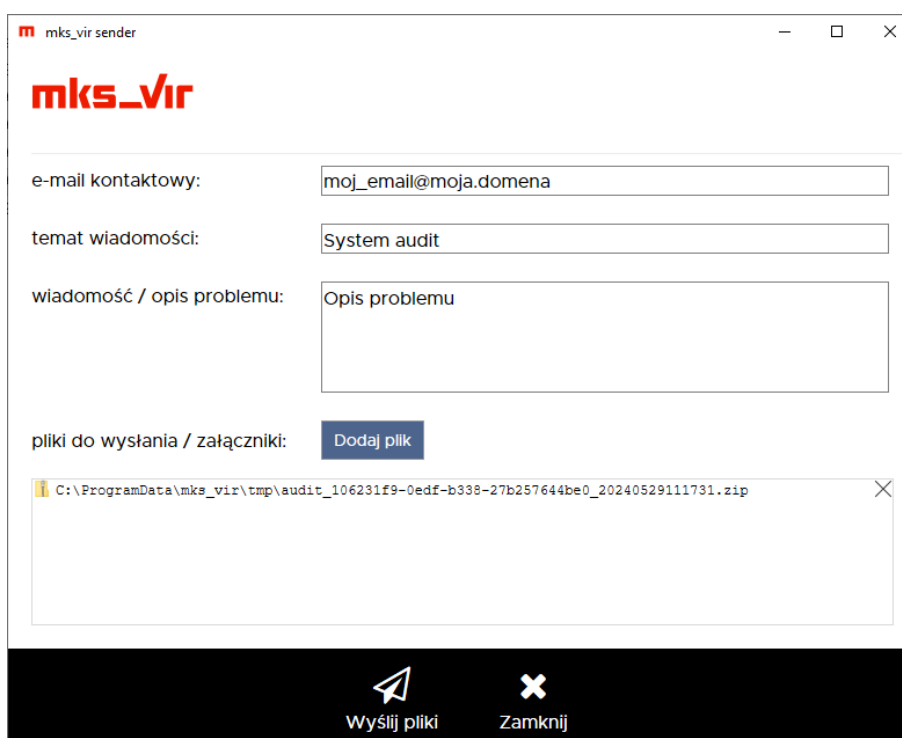 mks_vir sender
mks_vir
e-mail kontaktowy:
moj_email@moja.domena
temat wiadomości:
System audit
wiadomość / opis problemu:
Opis problemu
pliki do wysłania / załączniki:
Dodaj plik
C:\ProgramData\mks_vir\tmp\audit_106231f9-0edf-b338-27b257644be0_20240529111731.zip
Wyślij pliki
Zamknij